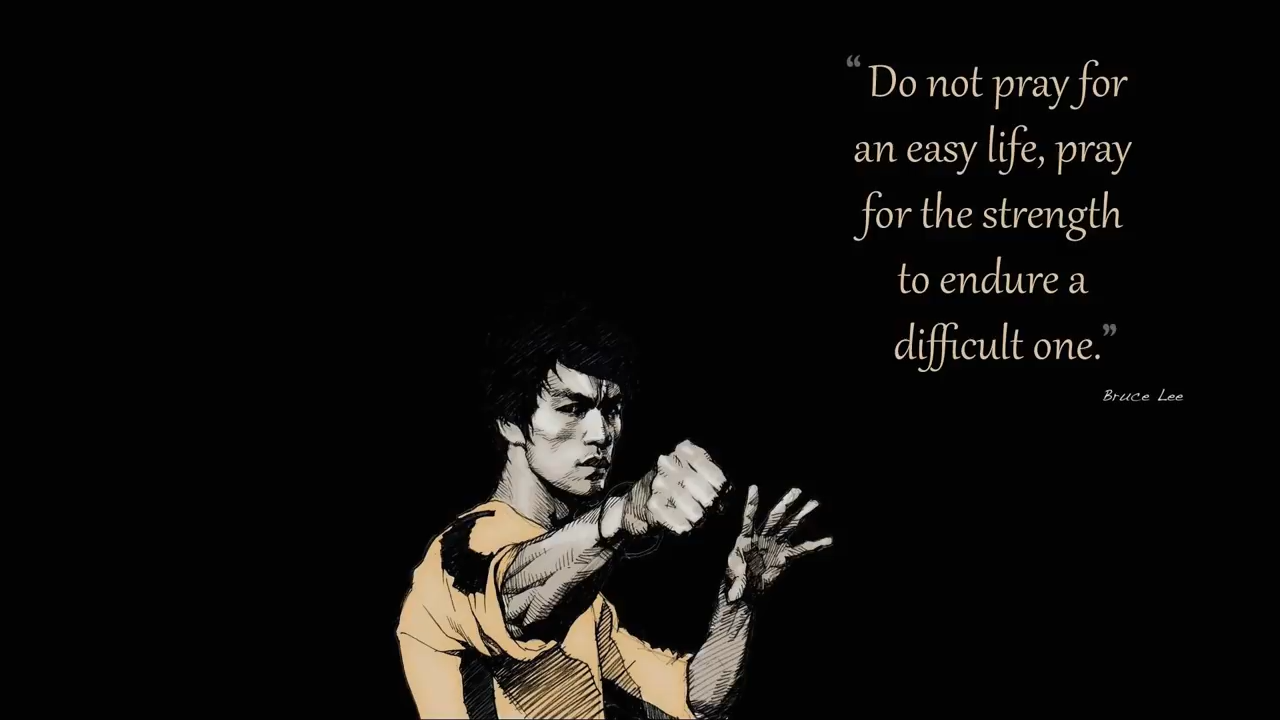 “Do not pray for
an easy life, pray
for the strength
to endure a
difficult one.”
Bruce Lee